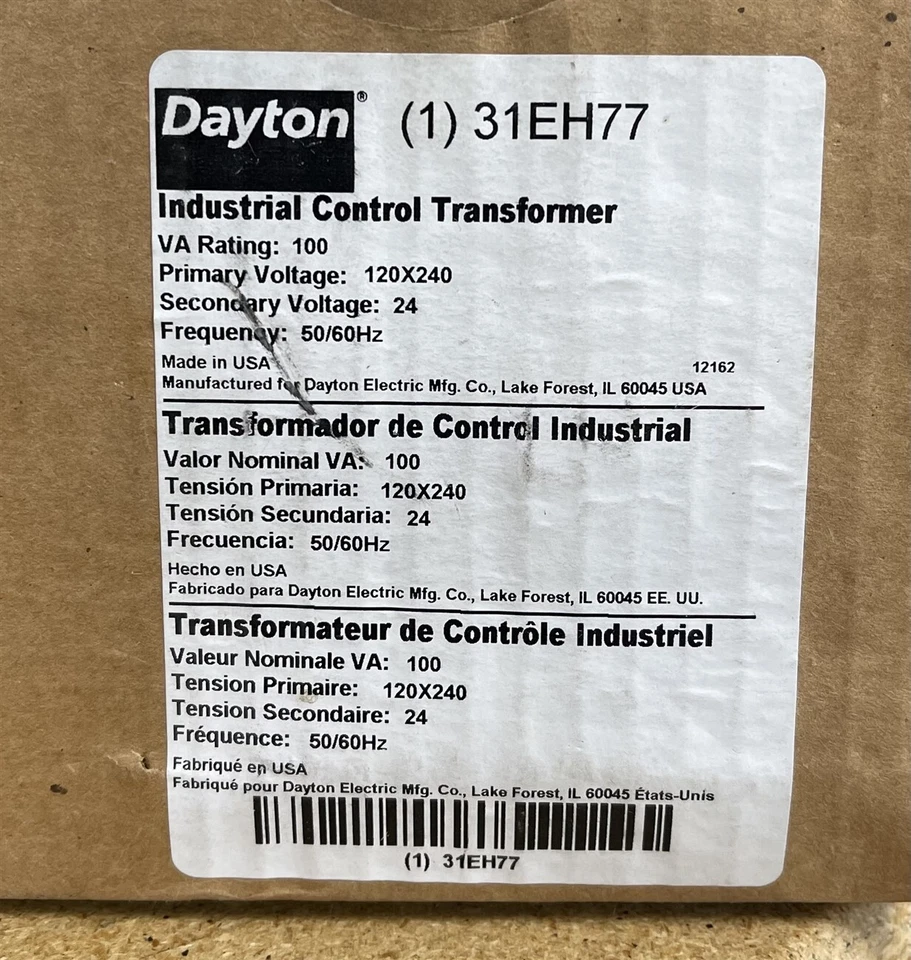 Dayton® (1) 31EH77
Industrial Control Transformer
VA Rating: 100
Primary Voltage: 120X240
Secondary Voltage: 24
Frequency: 50/60Hz
Made in USA 12162
Manufactured for Dayton Electric Mfg. Co., Lake Forest, IL 60045 USA
Transformador de Control Industrial
Valor Nominal VA: 100
Tensión Primaria: 120X240
Tensión Secundaria: 24
Frecuencia: 50/60Hz
Hecho en USA
Fabricado para Dayton Electric Mfg. Co., Lake Forest, IL 60045 EE. UU.
Transformateur de Contrôle Industriel
Valeur Nominale VA: 100
Tension Primaire: 120X240
Tension Secondaire: 24
Fréquence: 50/60Hz
Fabriqué en USA
Fabriqué pour Dayton Electric Mfg. Co., Lake Forest, IL 60045 États-Unis
(1) 31EH77